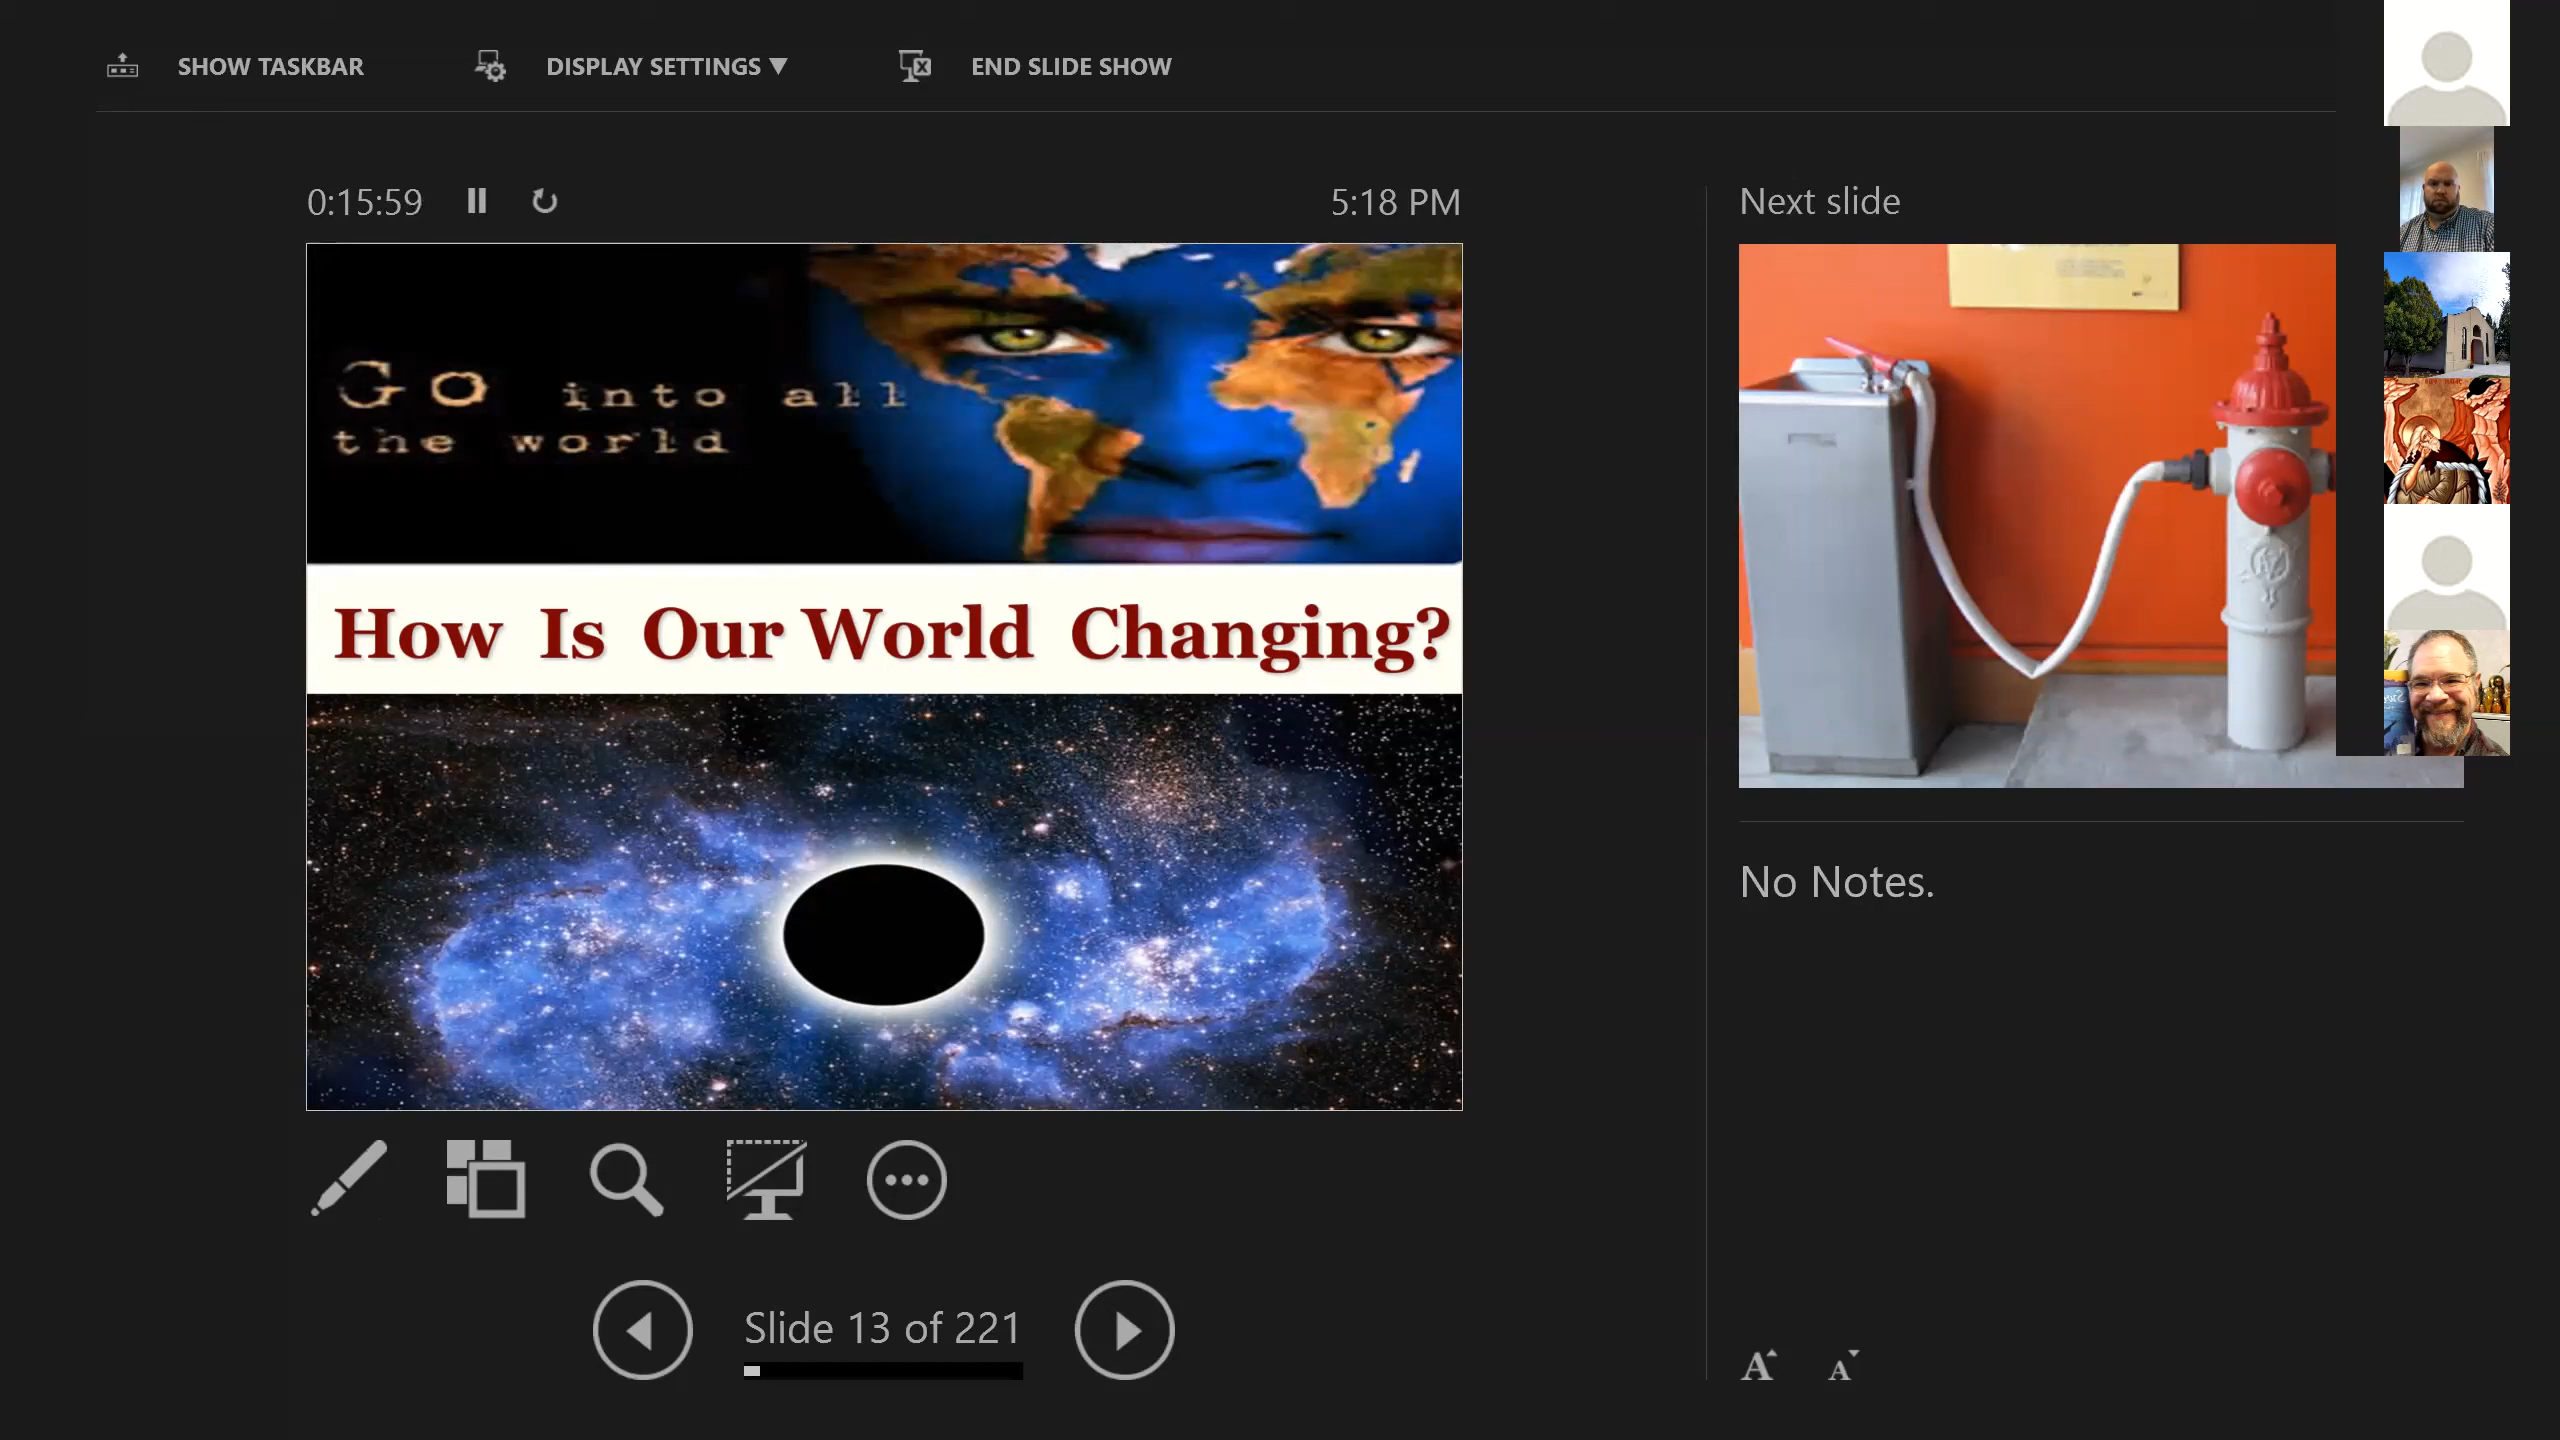 SHOW TASKBAR
DISPLAY SETTINGS ▼
END SLIDE SHOW
0:15:59
5:18 PM
Go into all
the world
How Is Our World Changing?
Slide 13 of 221
Next slide
No Notes.
A
A